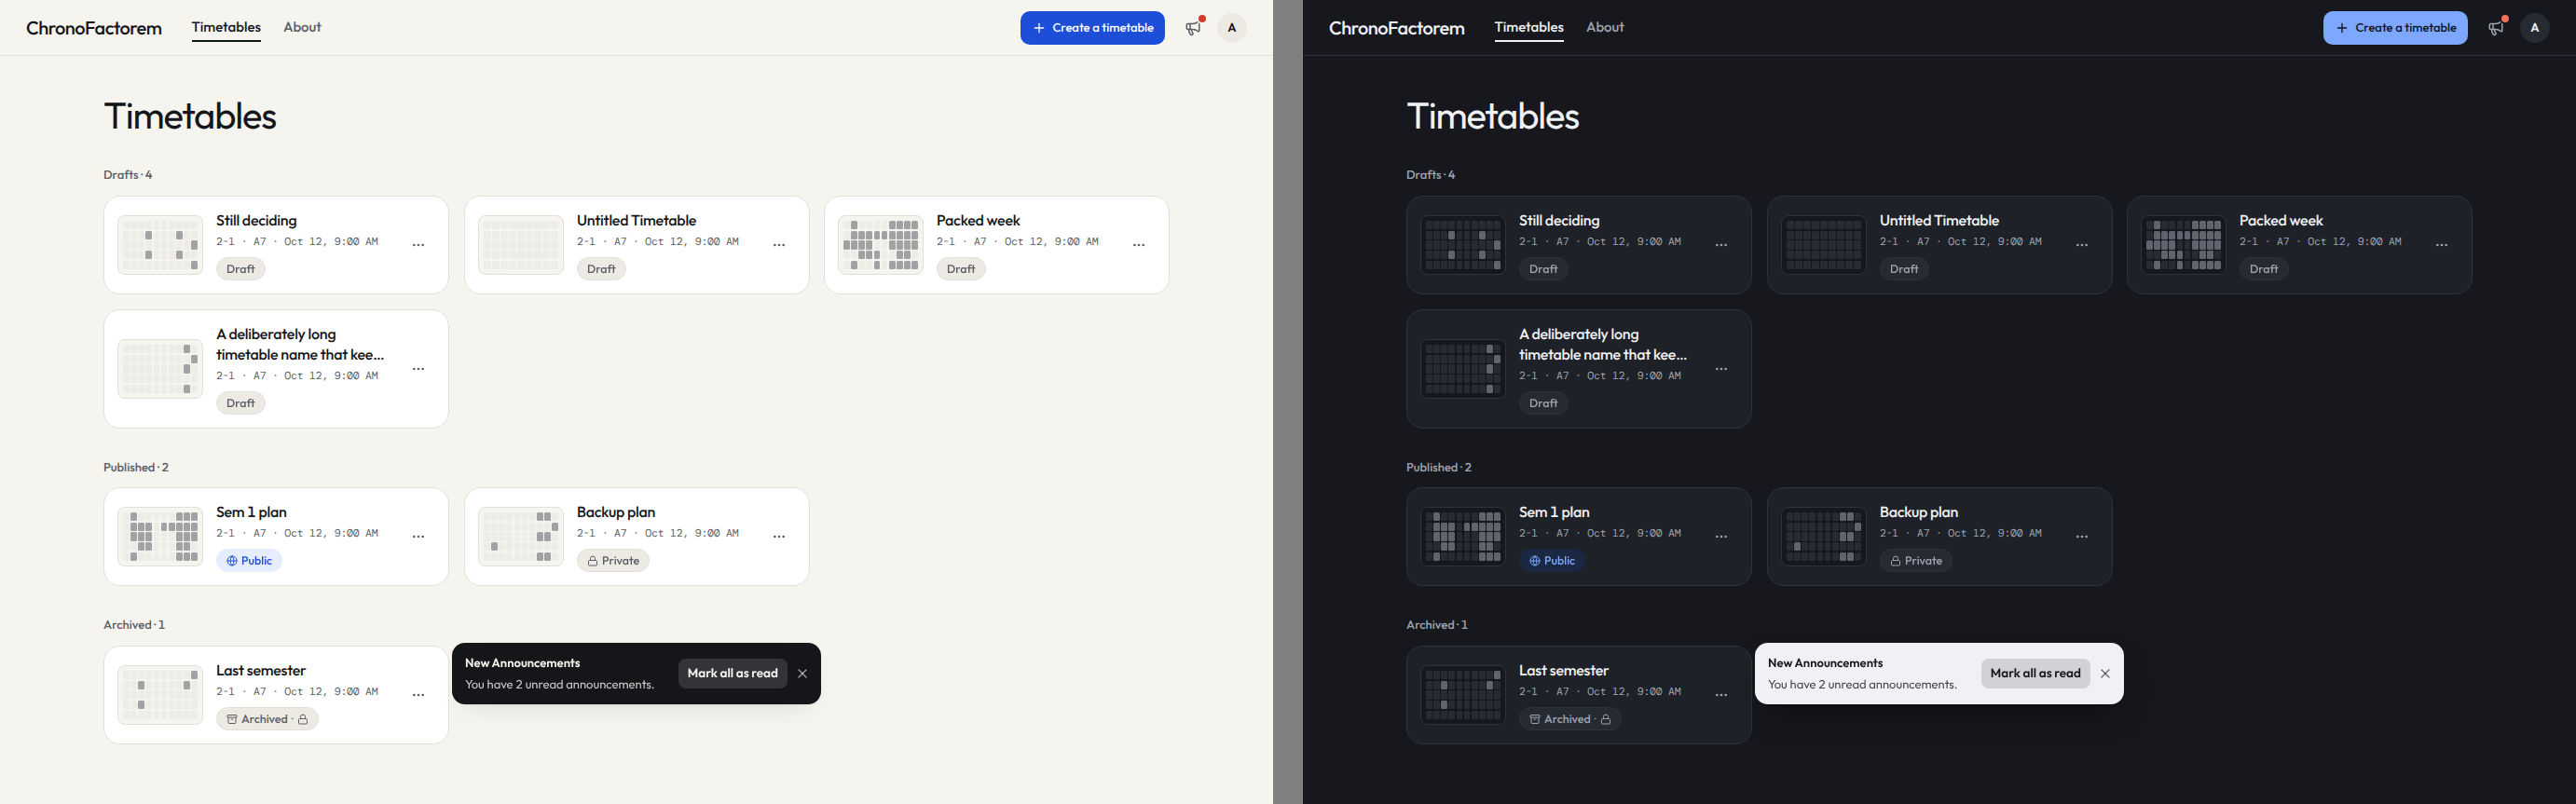 ChronoFactorem Timetables About + Create a timetable A
Timetables
Drafts · 4
Still deciding
2-1 · A7 · Oct 12, 9:00 AM
Draft
Untitled Timetable
2-1 · A7 · Oct 12, 9:00 AM
Draft
Packed week
2-1 · A7 · Oct 12, 9:00 AM
Draft
A deliberately long
timetable name that kee...
2-1 · A7 · Oct 12, 9:00 AM
Draft
Published · 2
Sem 1 plan
2-1 · A7 · Oct 12, 9:00 AM
Public
Backup plan
2-1 · A7 · Oct 12, 9:00 AM
Private
Archived · 1
Last semester
2-1 · A7 · Oct 12, 9:00 AM
Archived ·
New Announcements
You have 2 unread announcements.
Mark all as read
ChronoFactorem Timetables About + Create a timetable A
Timetables
Drafts · 4
Still deciding
2-1 · A7 · Oct 12, 9:00 AM
Draft
Untitled Timetable
2-1 · A7 · Oct 12, 9:00 AM
Draft
Packed week
2-1 · A7 · Oct 12, 9:00 AM
Draft
A deliberately long
timetable name that kee...
2-1 · A7 · Oct 12, 9:00 AM
Draft
Published · 2
Sem 1 plan
2-1 · A7 · Oct 12, 9:00 AM
Public
Backup plan
2-1 · A7 · Oct 12, 9:00 AM
Private
Archived · 1
Last semester
2-1 · A7 · Oct 12, 9:00 AM
Archived ·
New Announcements
You have 2 unread announcements.
Mark all as read